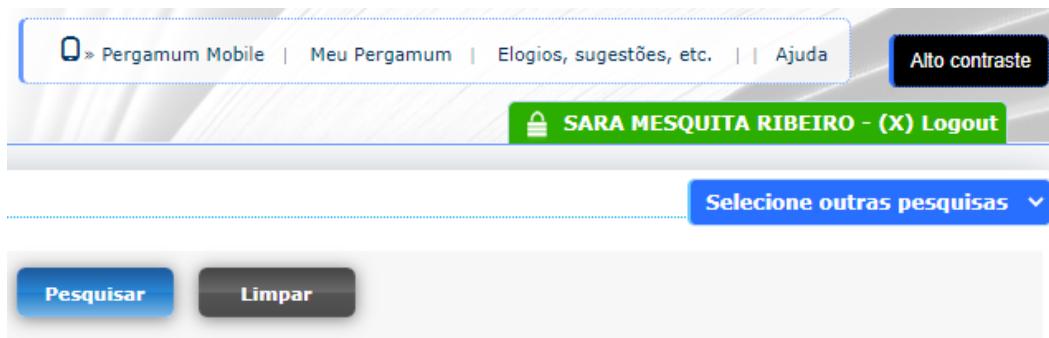 » Pergamum Mobile | Meu Pergamum | Elogios, sugestões, etc. | | Ajuda
Alto contraste
SARA MESQUITA RIBEIRO - (X) Logout
Selecione outras pesquisas
Pesquisar Limpar